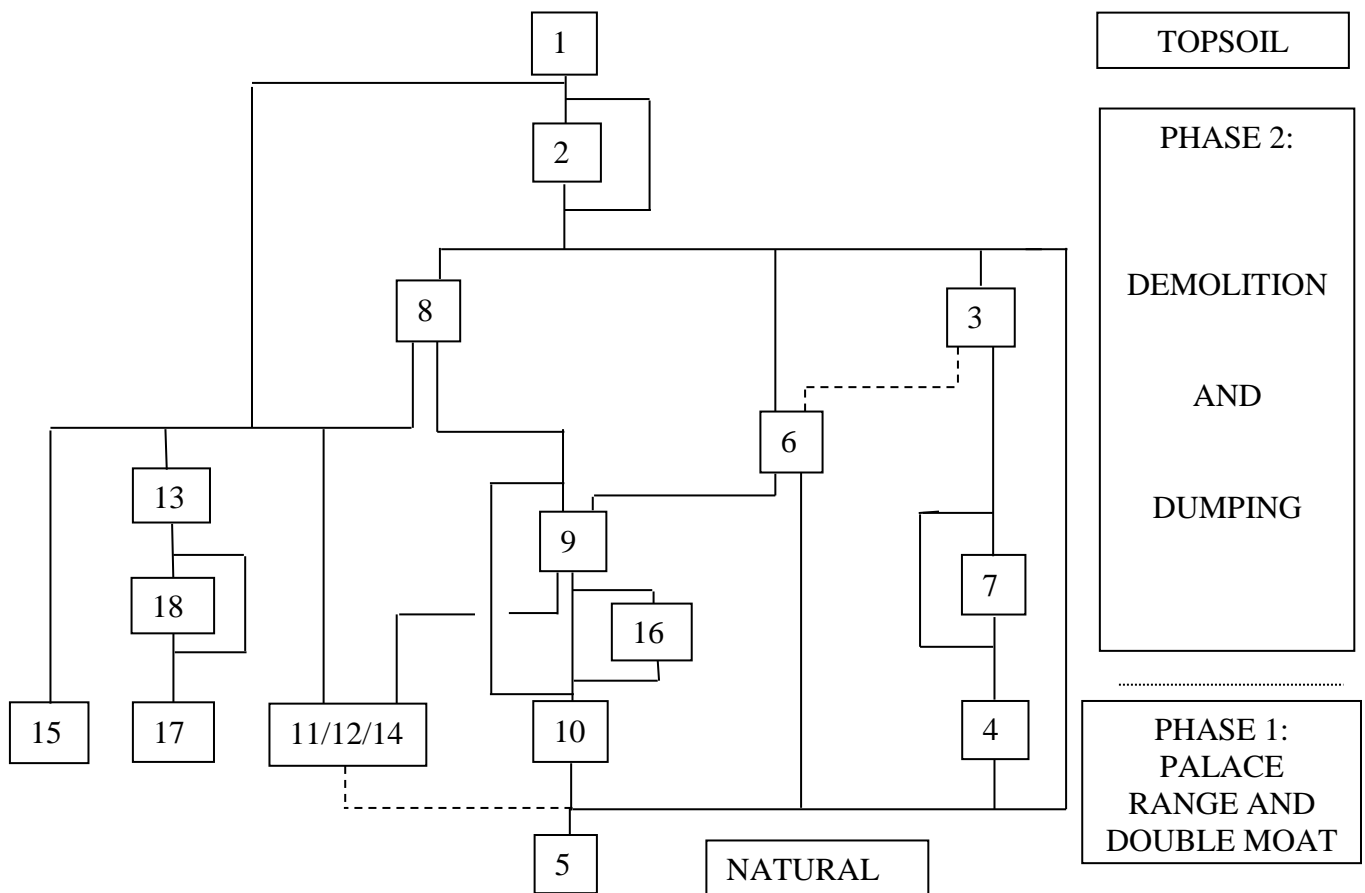 1
TOPSOIL
2
PHASE 2:
DEMOLITION
AND
DUMPING
8
3
6
13
9
7
18
16
15
17
11/12/14
10
4
PHASE 1:
PALACE
RANGE AND
DOUBLE MOAT
5
NATURAL